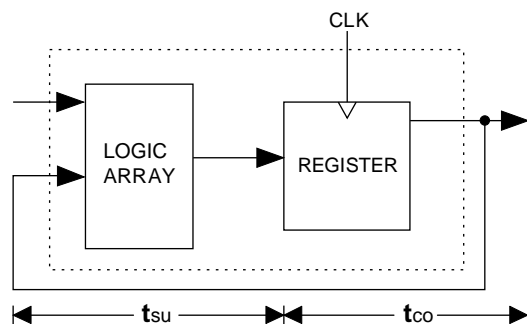 CLK
LOGIC
ARRAY
REGISTER
tsu
tco